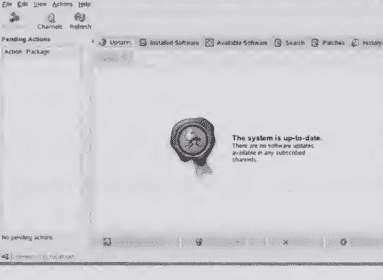 File Edit View Actions Help
Channels Refresh
Pending Actions
Action Package
Updates Installed Software Available Software Search Patches History
The system is up-to-date.
There are no software updates
available in any subscribed
channels.
No pending actions